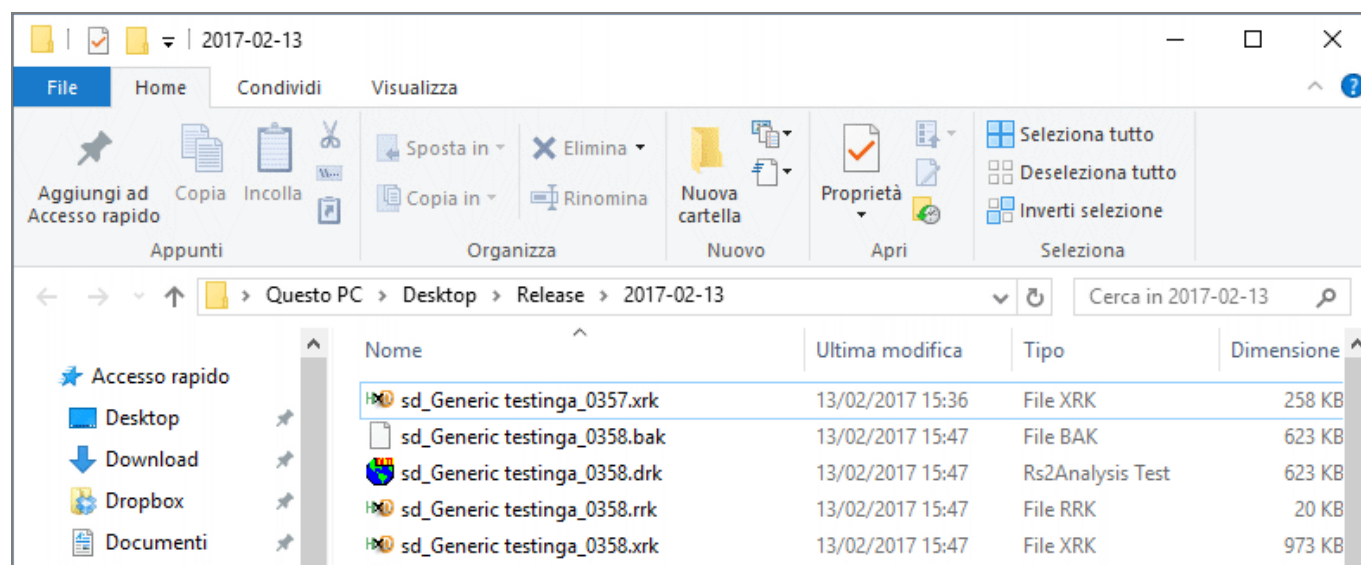 2017-02-13
File Home Condividi Visualizza
Aggiungi ad Accesso rapido
Copia
Incolla
Appunti
Sposta in
Copia in
Elimina
Rinomina
Organizza
Nuova cartella
Nuovo
Proprietà
Apri
Seleziona tutto
Deseleziona tutto
Inverti selezione
Seleziona
Questo PC > Desktop > Release > 2017-02-13
Cerca in 2017-02-13
Accesso rapido
Desktop
Download
Dropbox
Documenti
Nome Ultima modifica Tipo Dimensione
sd_Generic testinga_0357.xrk 13/02/2017 15:36 File XRK 258 KB
sd_Generic testinga_0358.bak 13/02/2017 15:47 File BAK 623 KB
sd_Generic testinga_0358.drk 13/02/2017 15:47 Rs2Analysis Test 623 KB
sd_Generic testinga_0358.rrk 13/02/2017 15:47 File RRK 20 KB
sd_Generic testinga_0358.xrk 13/02/2017 15:47 File XRK 973 KB